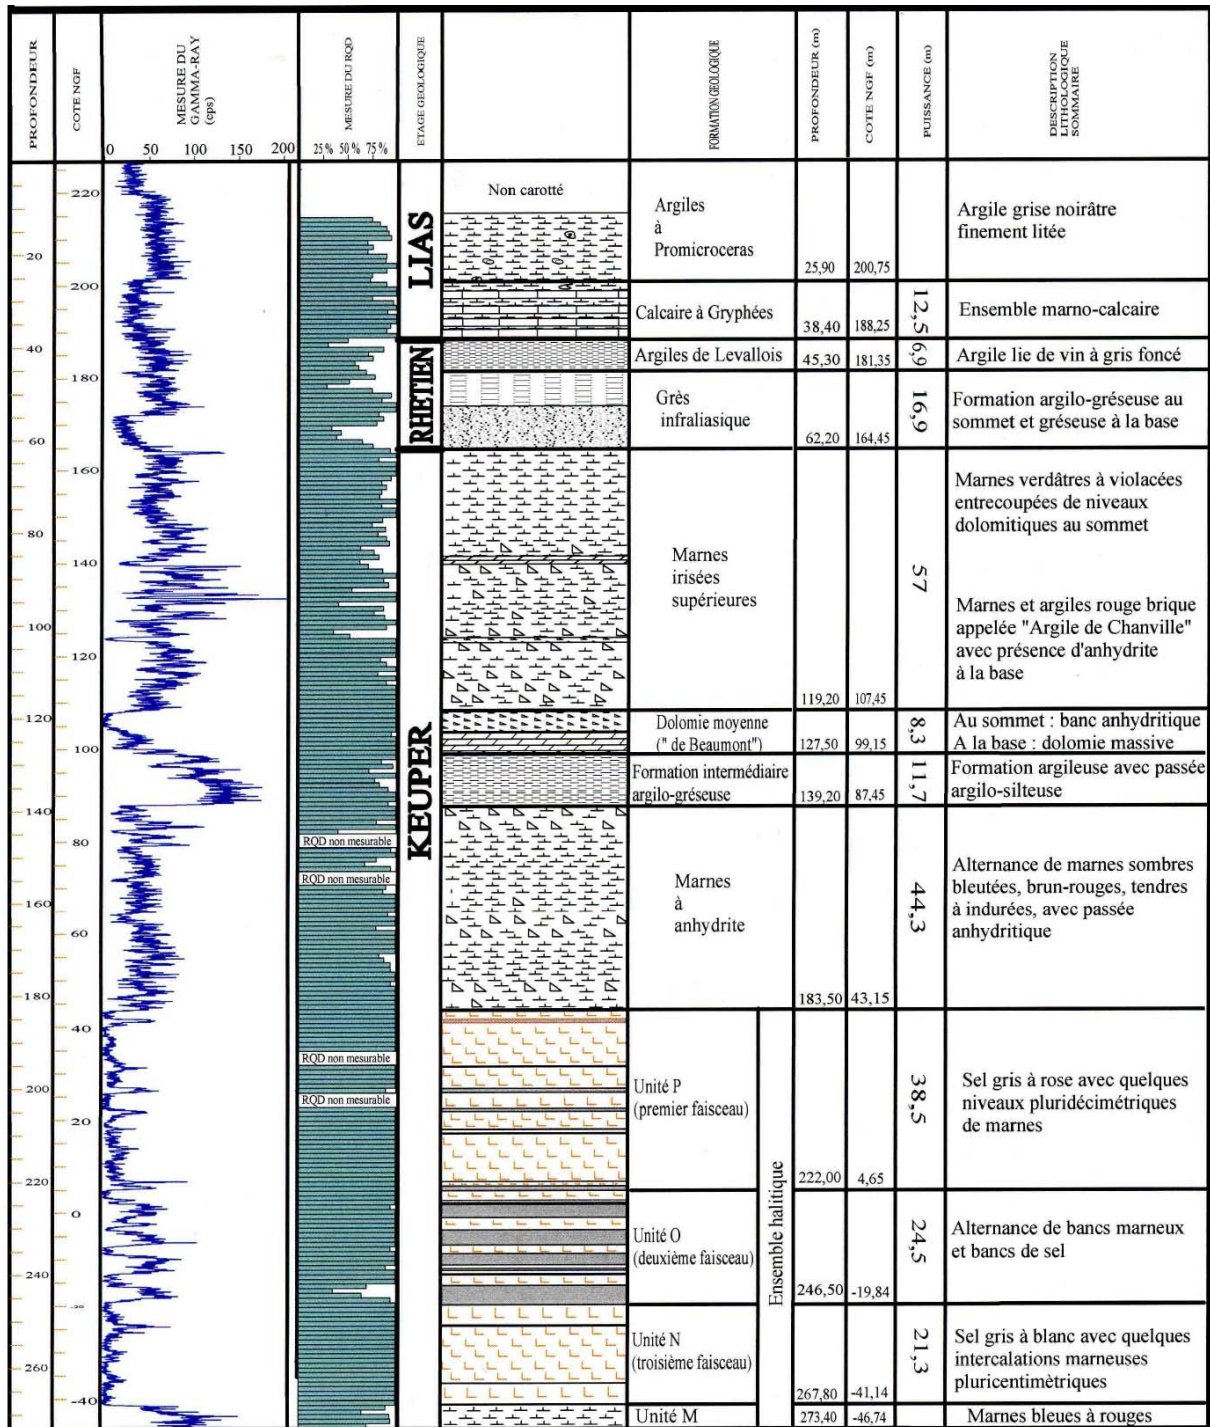 PROFONDEUR
COTE NGF
MESURE DU
GAMMA-RAY
(cps)
0 50 100 150 200
MESURE DU RQD
25 % 50 % 75 %
ETAGE GEOLOGIQUE
FORMATION GEOLOGIQUE
PROFONDEUR (m)
COTE NGF (m)
PUISSANCE (m)
DESCRIPTION
LITHOLOGIQUE
SOMMAIRE
20
40
60
80
100
120
140
160
180
200
220
240
260
220
200
180
160
140
120
100
80
60
40
20
0
-40
RQD non mesurable
RQD non mesurable
RQD non mesurable
RQD non mesurable
LIAS
RHETIEN
KEUPER
Non carotté
Argiles
à
Promicroceras
25,90 200,75
Argile grise noirâtre
finement litée
Calcaire à Gryphées
38,40 188,25
12,5
Ensemble marno-calcaire
Argiles de Levallois
45,30 181,35
6,9
Argile lie de vin à gris foncé
Grès
infraliasique
62,20 164,45
16,9
Formation argilo-gréseuse au
sommet et gréseuse à la base
Marnes
irisées
supérieures
119,20 107,45
57
Marnes verdâtres à violacées
entrecoupées de niveaux
dolomitiques au sommet
Marnes et argiles rouge brique
appelée "Argile de Chanville"
avec présence d'anhydrite
à la base
Dolomie moyenne
(" de Beaumont")
127,50 99,15
8,3
Au sommet : banc anhydritique
A la base : dolomie massive
Formation intermédiaire
argilo-gréseuse
139,20 87,45
11,7
Formation argileuse avec passée
argilo-silteuse
Marnes
à
anhydrite
183,50 43,15
44,3
Alternance de marnes sombres
bleutées, brun-rouges, tendres
à indurées, avec passée
anhydritique
Ensemble halitique
Unité P
(premier faisceau)
222,00 4,65
38,5
Sel gris à rose avec quelques
niveaux pluridécimétriques
de marnes
Unité O
(deuxième faisceau)
246,50 -19,84
24,5
Alternance de bancs marneux
et bancs de sel
Unité N
(troisième faisceau)
267,80 -41,14
21,3
Sel gris à blanc avec quelques
intercalations marneuses
pluricentimètriques
Unité M
273,40 -46,74
Marnes bleues à rouges